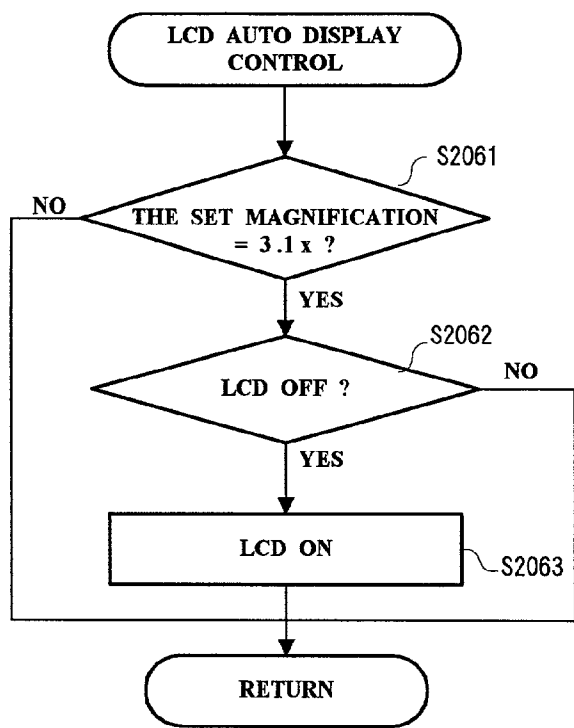 LCD AUTO DISPLAY
CONTROL
S2061
NO
THE SET MAGNIFICATION
= 3.1x ?
YES
S2062
LCD OFF ?
NO
YES
LCD ON
S2063
RETURN